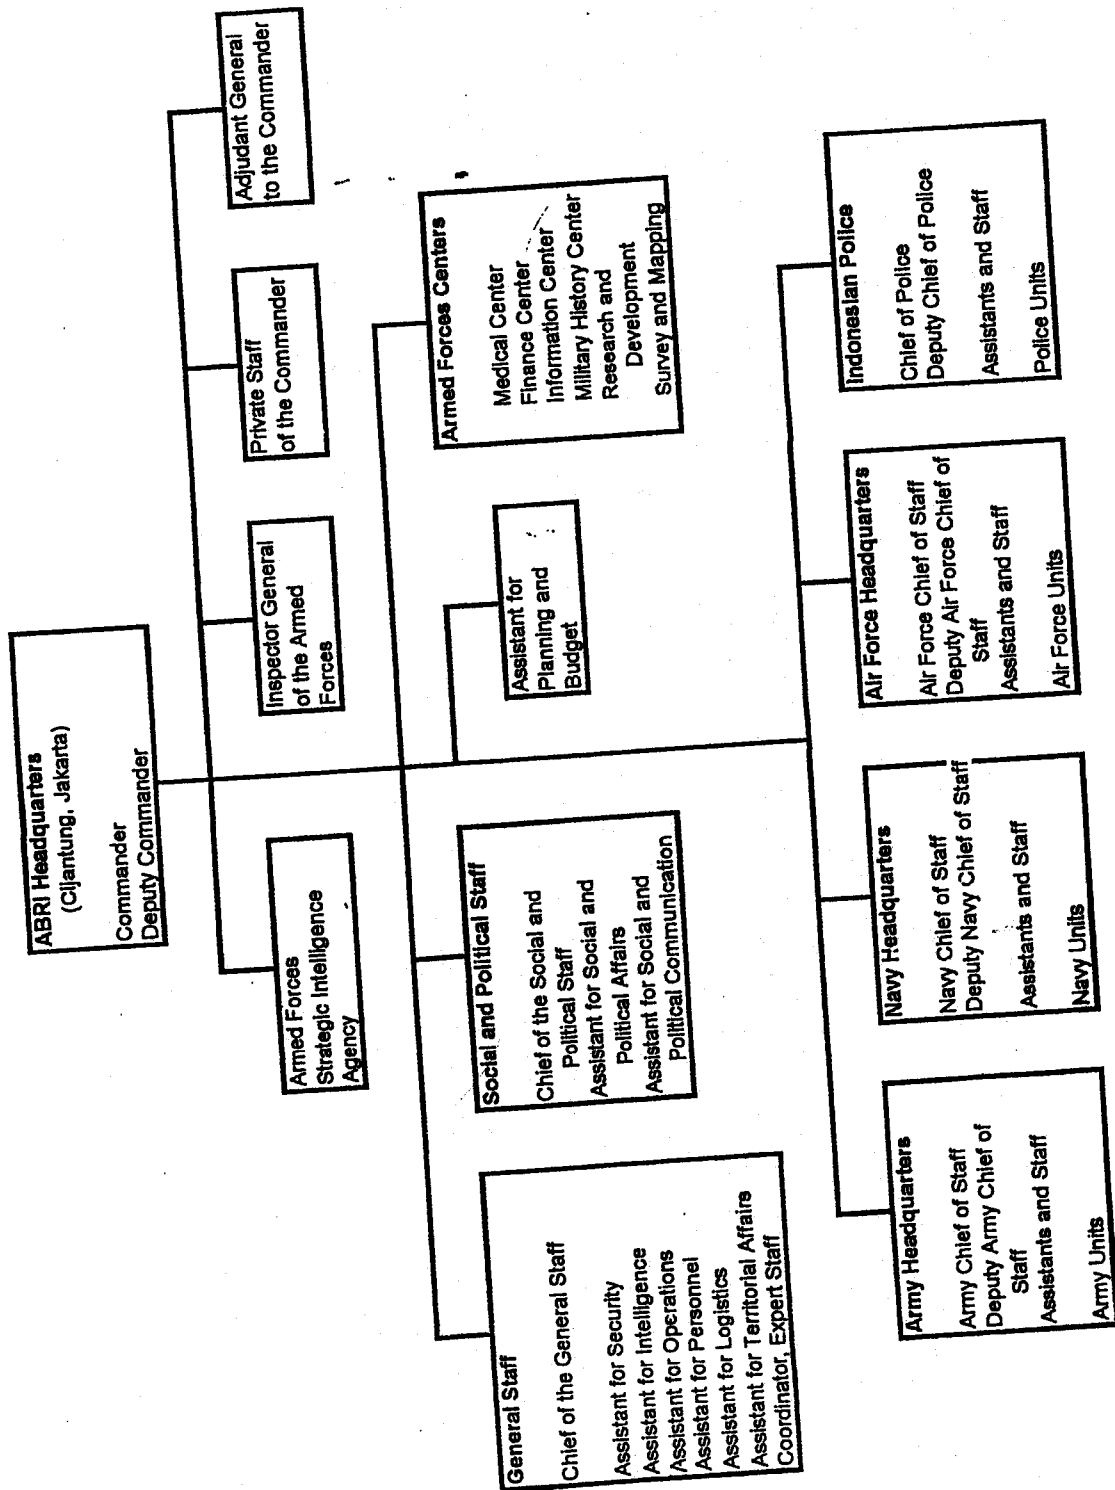 ABRI Headquarters
(Cijantung, Jakarta)
Commander
Deputy Commander
Armed Forces
Strategic Intelligence
Agency
Inspector General
of the Armed
Forces
Private Staff
of the Commander
Adjudant General
to the Commander
General Staff
Chief of the General Staff
Assistant for Security
Assistant for Intelligence
Assistant for Operations
Assistant for Personnel
Assistant for Logistics
Assistant for Territorial Affairs
Coordinator, Expert Staff
Social and Political Staff
Chief of the Social and
Political Staff
Assistant for Social and
Political Affairs
Assistant for Social and
Political Communication
Assistant for
Planning and
Budget
Armed Forces Centers
Medical Center
Finance Center
Information Center
Military History Center
Research and
Development
Survey and Mapping
Army Headquarters
Army Chief of Staff
Deputy Army Chief of
Staff
Assistants and Staff
Army Units
Navy Headquarters
Navy Chief of Staff
Deputy Navy Chief of Staff
Assistants and Staff
Navy Units
Air Force Headquarters
Air Force Chief of Staff
Deputy Air Force Chief of
Staff
Assistants and Staff
Air Force Units
Indonesian Police
Chief of Police
Deputy Chief of Police
Assistants and Staff
Police Units